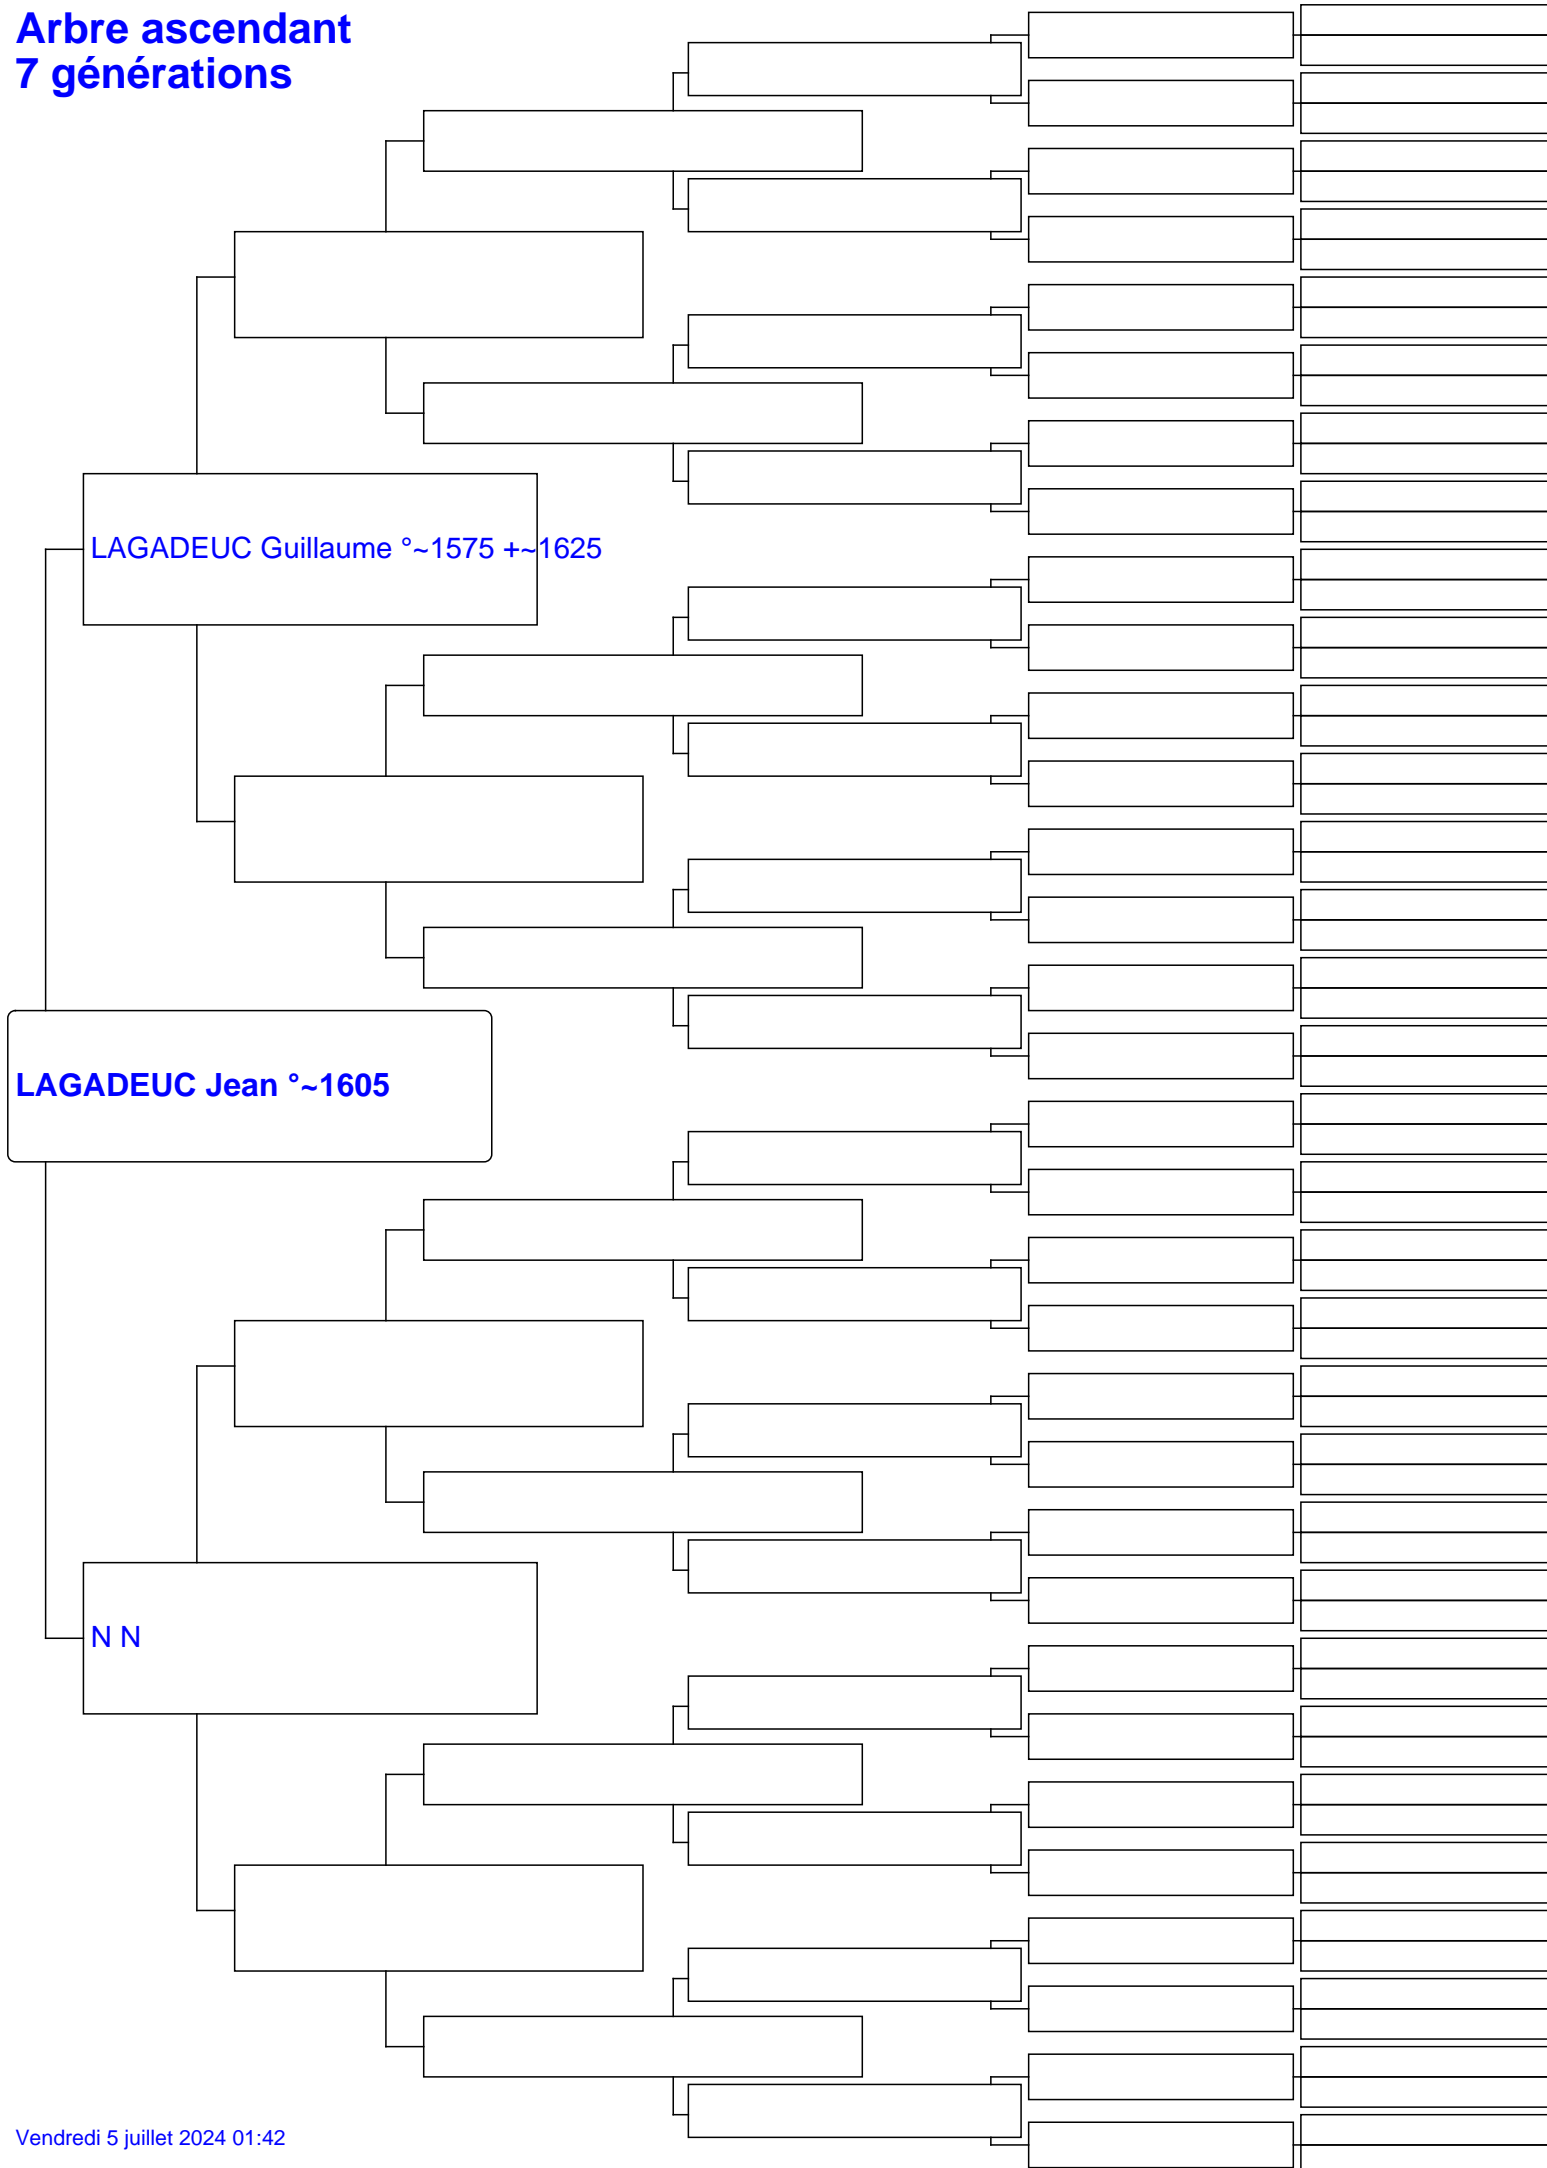 Arbre ascendant
7 générations
LAGADEUC Guillaume °~1575 +~1625
LAGADEUC Jean °~1605
N N
Vendredi 5 juillet 2024 01:42